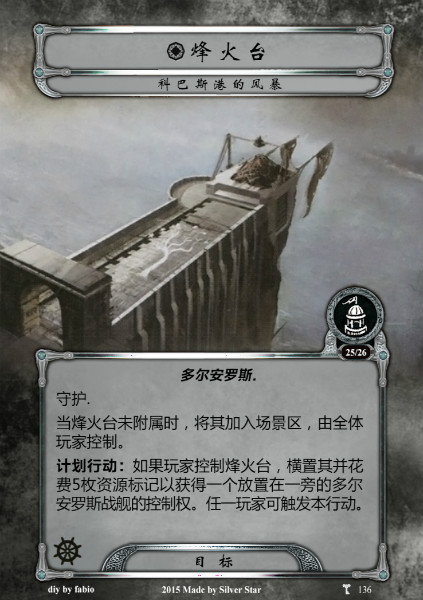 烽火台
科巴斯港的风暴
25/26
多尔安罗斯.
守护.
当烽火台未附属时，将其加入场景区，由全体
玩家控制。
计划行动：如果玩家控制烽火台，横置其并花
费5枚资源标记以获得一个放置在一旁的多尔
安罗斯战舰的控制权。任一玩家可触发本行动。
目标
diy by fabio
2015 Made by Silver Star
136